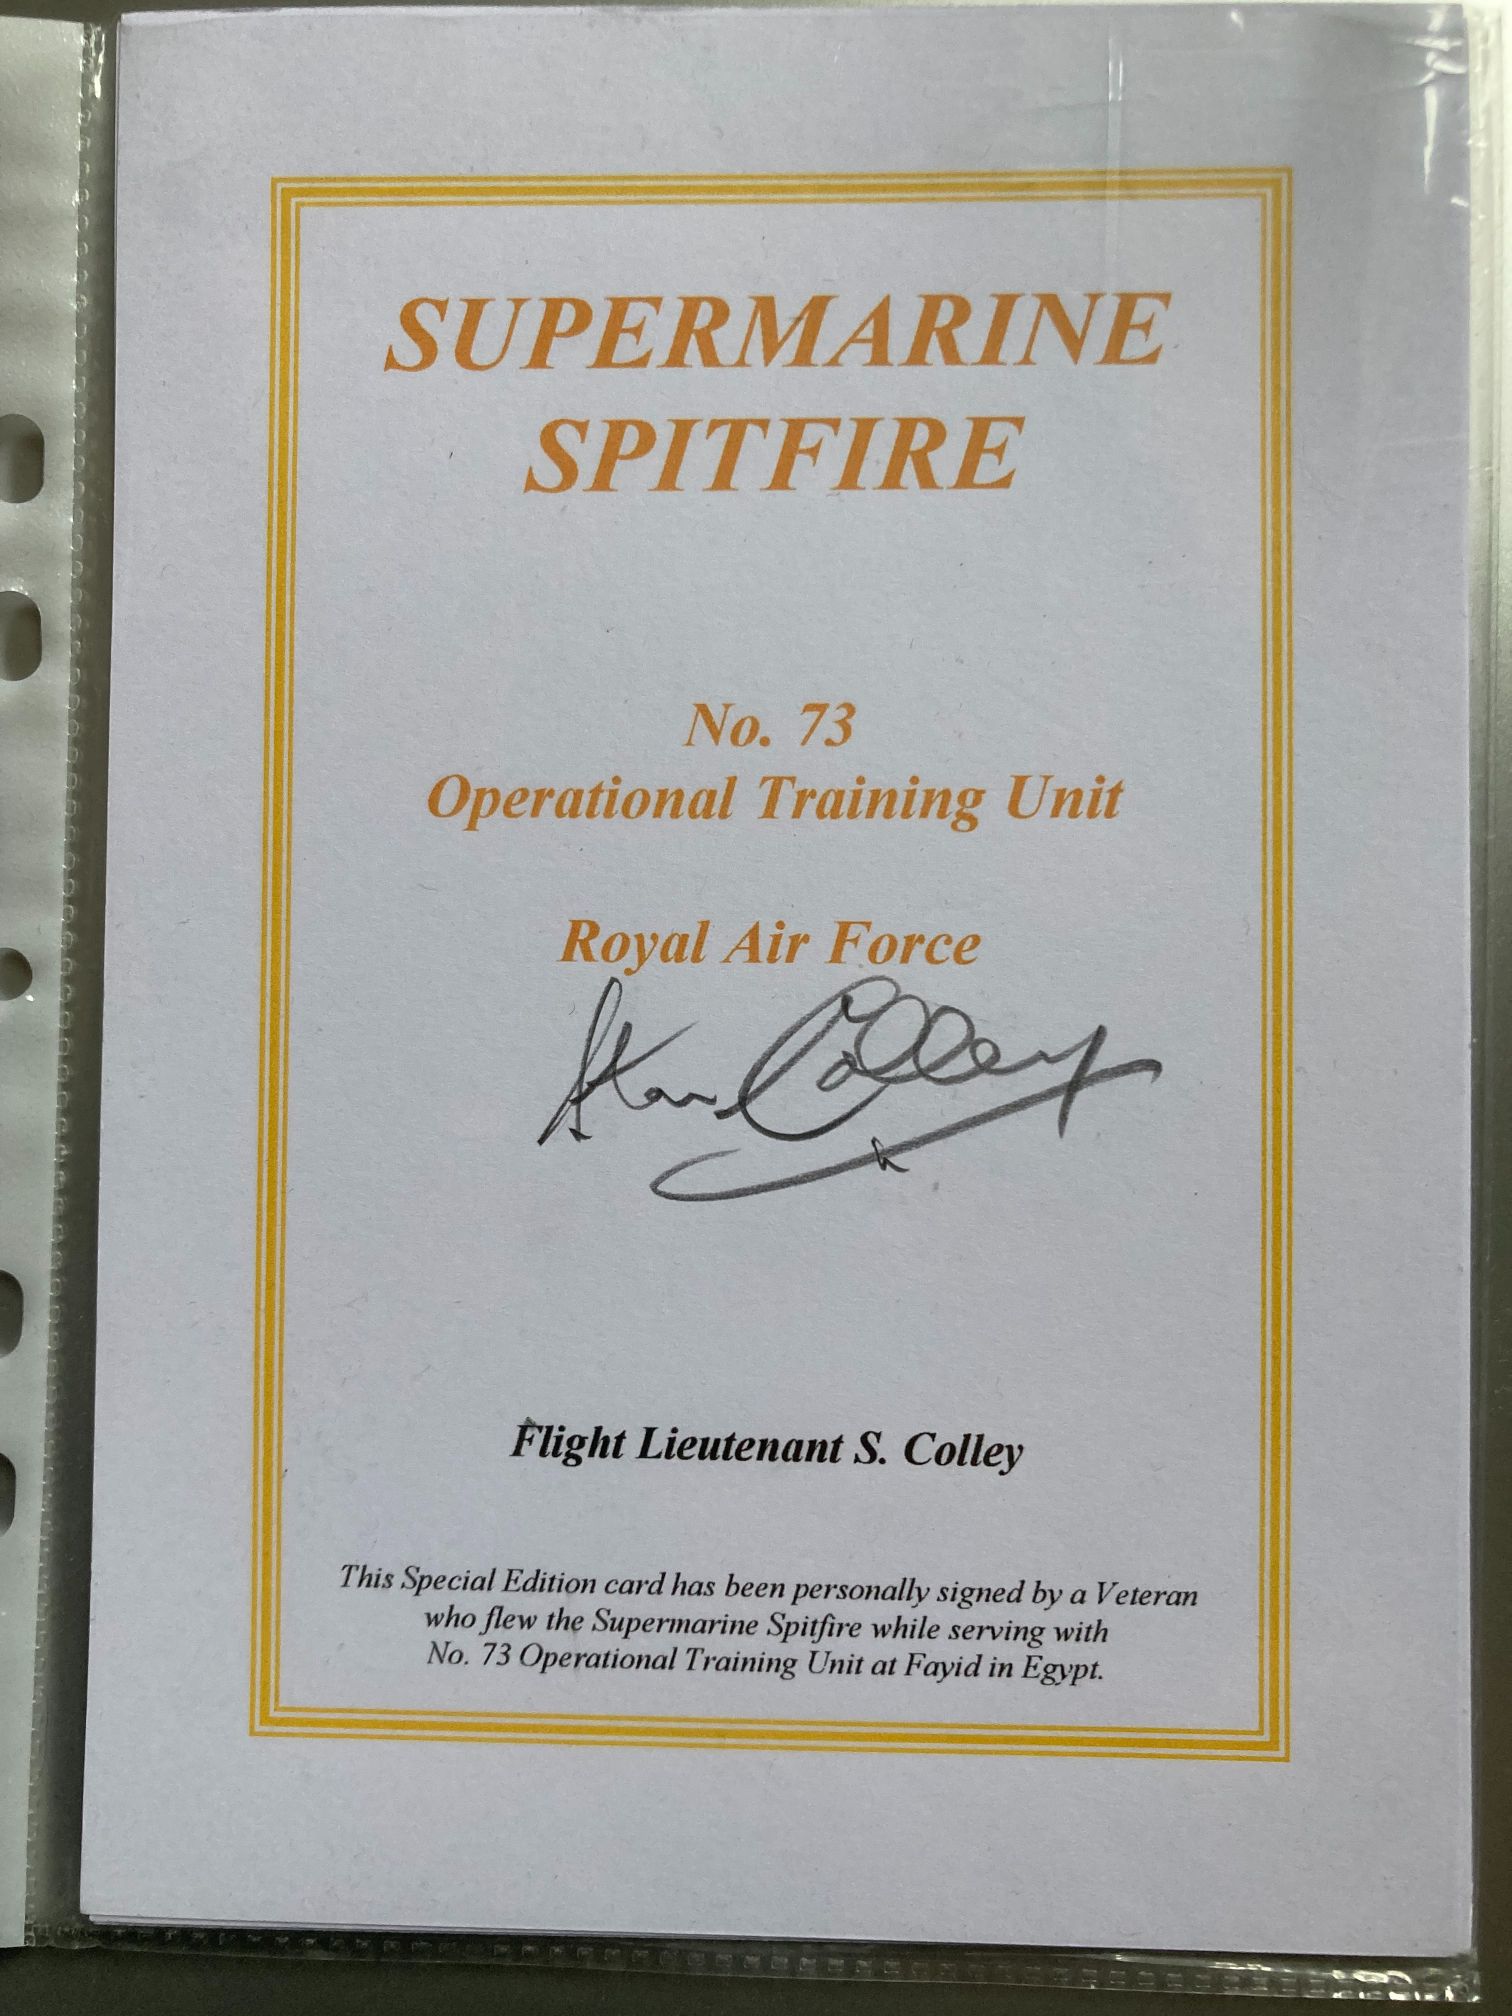 SUPERMARINE
SPITFIRE
No. 73
Operational Training Unit
Royal Air Force
Stan Colley
Flight Lieutenant S. Colley
This Special Edition card has been personally signed by a Veteran
who flew the Supermarine Spitfire while serving with
No. 73 Operational Training Unit at Fayid in Egypt.